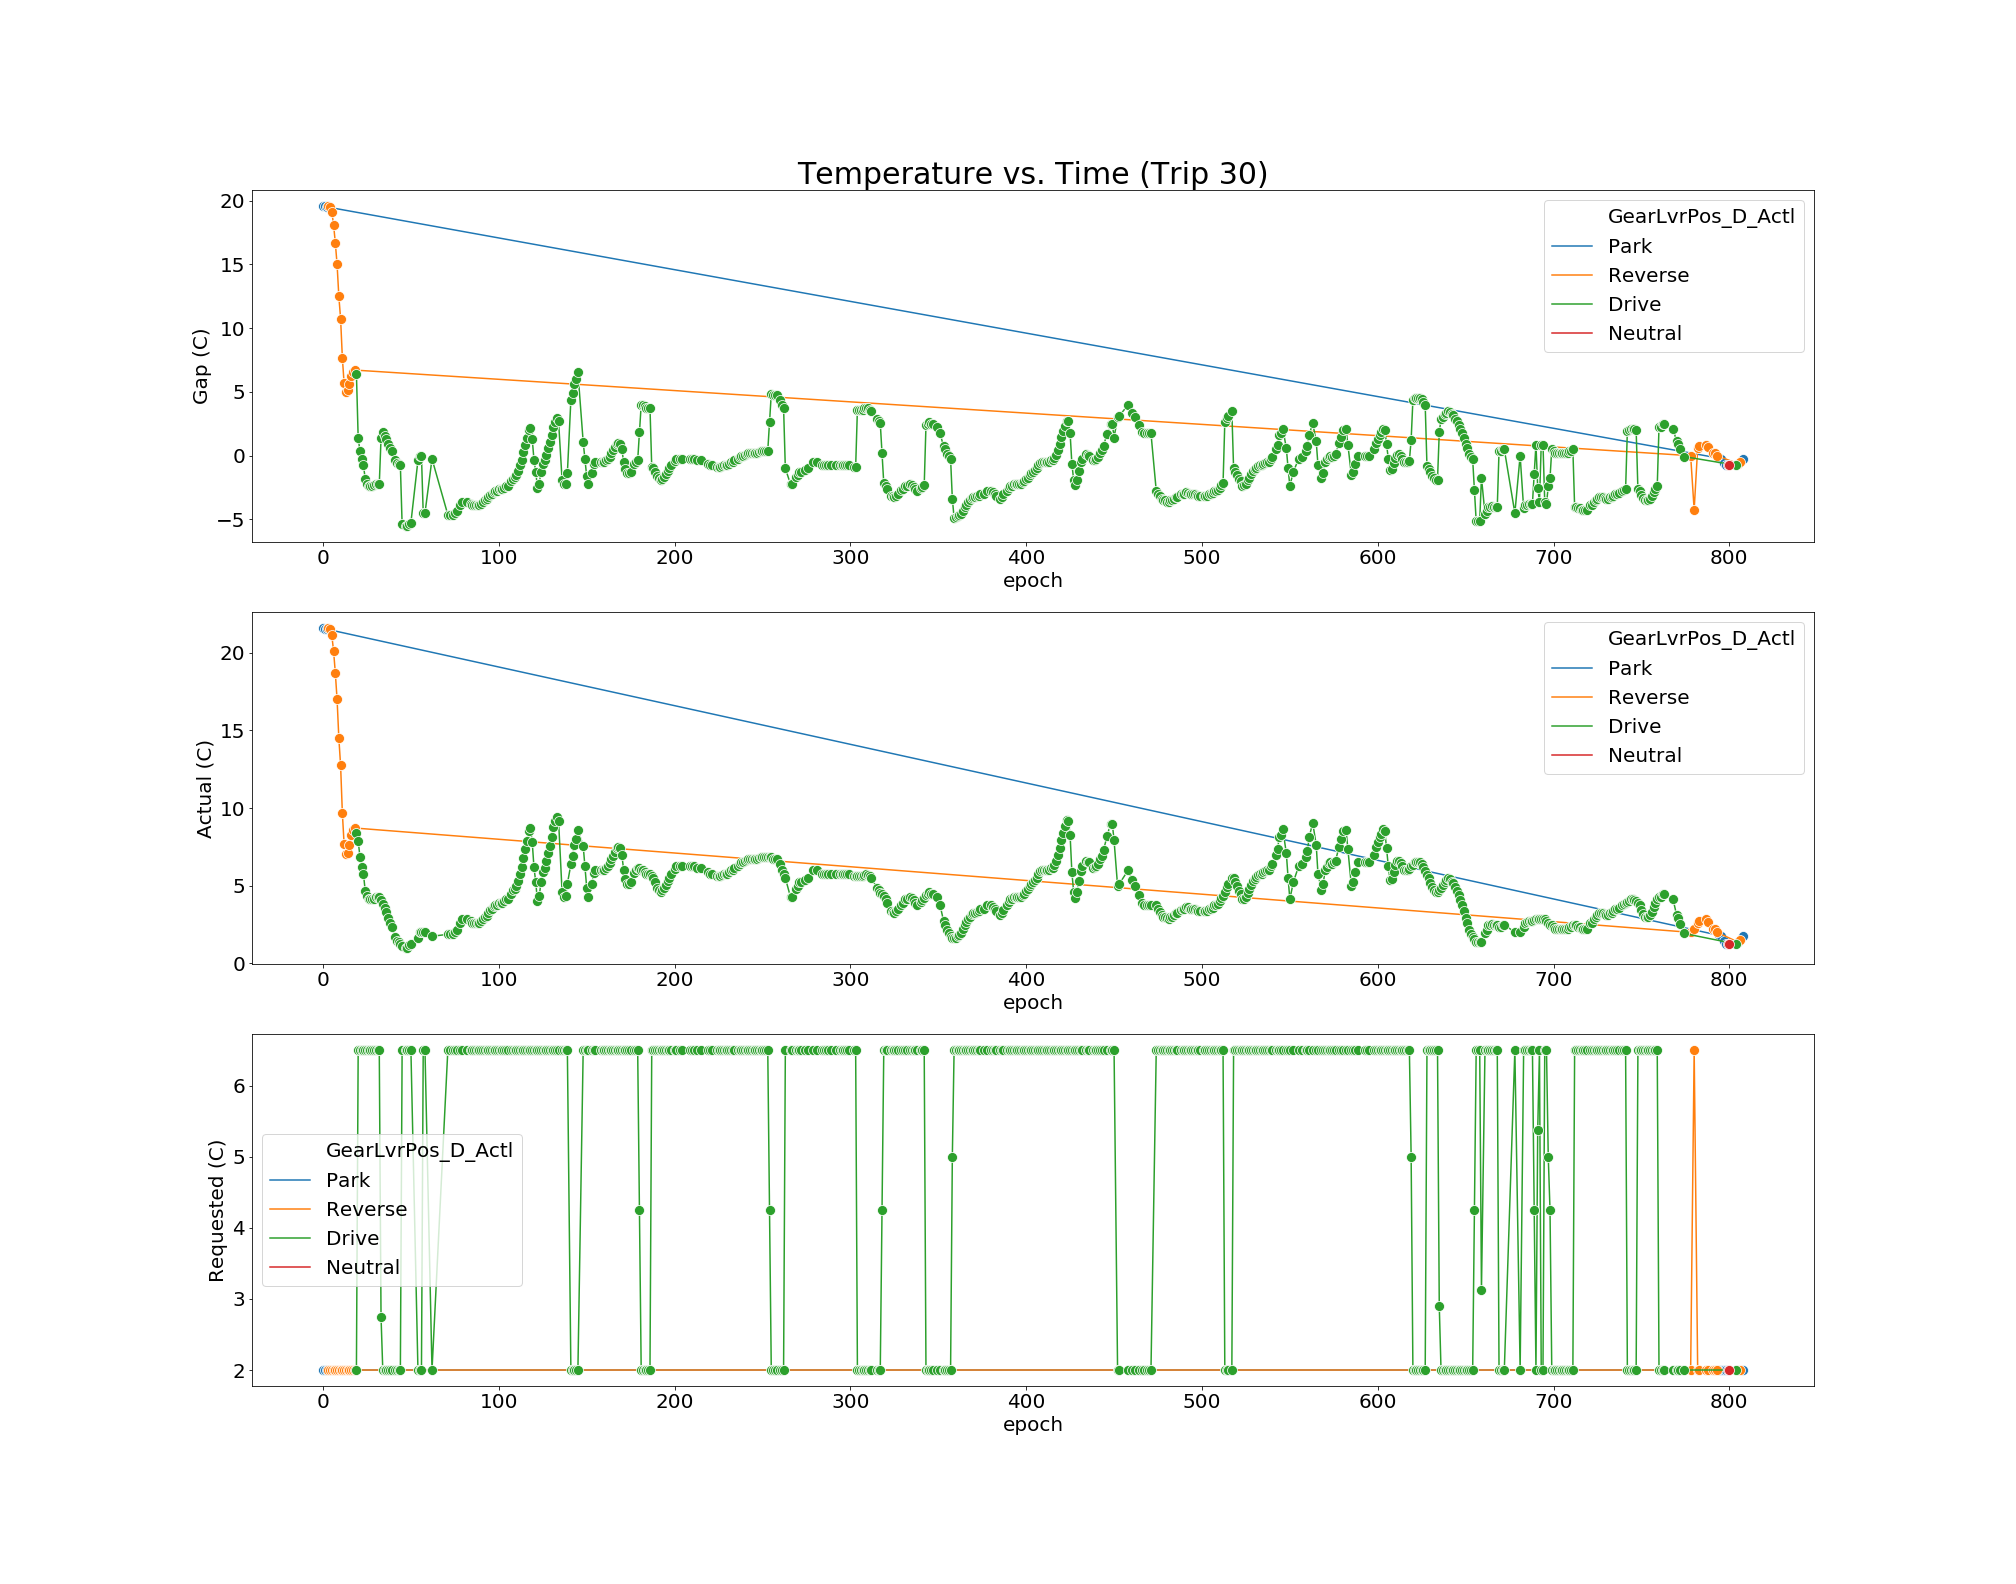 Temperature vs. Time (Trip 30)
Gap (C)
20
15
10
5
0
−5
0 100 200 300 400 500 600 700 800
epoch
GearLvrPos_D_Actl
Park
Reverse
Drive
Neutral
Actual (C)
20
15
10
5
0
0 100 200 300 400 500 600 700 800
epoch
GearLvrPos_D_Actl
Park
Reverse
Drive
Neutral
Requested (C)
6
5
4
3
2
0 100 200 300 400 500 600 700 800
epoch
GearLvrPos_D_Actl
Park
Reverse
Drive
Neutral